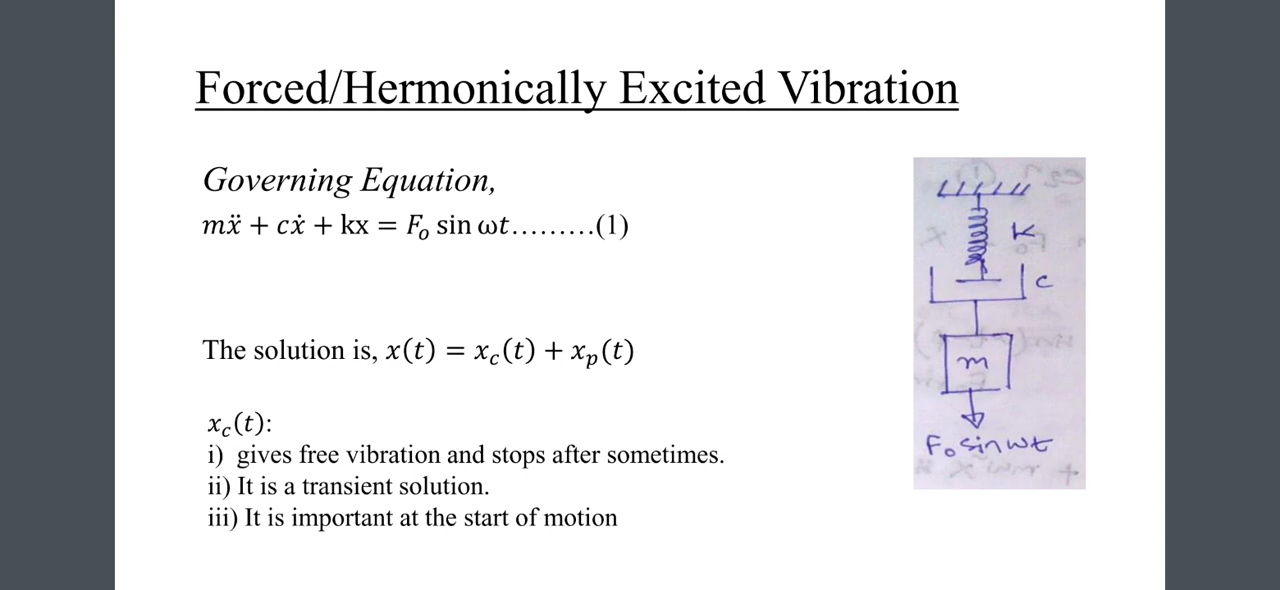 Forced/Hermonically Excited Vibration
Governing Equation,
mẍ + cẋ + kx = Fₒ sin ωt.........(1)
The solution is, x(t) = x_c(t) + x_p(t)
x_c(t):
i) gives free vibration and stops after sometimes.
ii) It is a transient solution.
iii) It is important at the start of motion
K
c
m
F₀ sin ωt